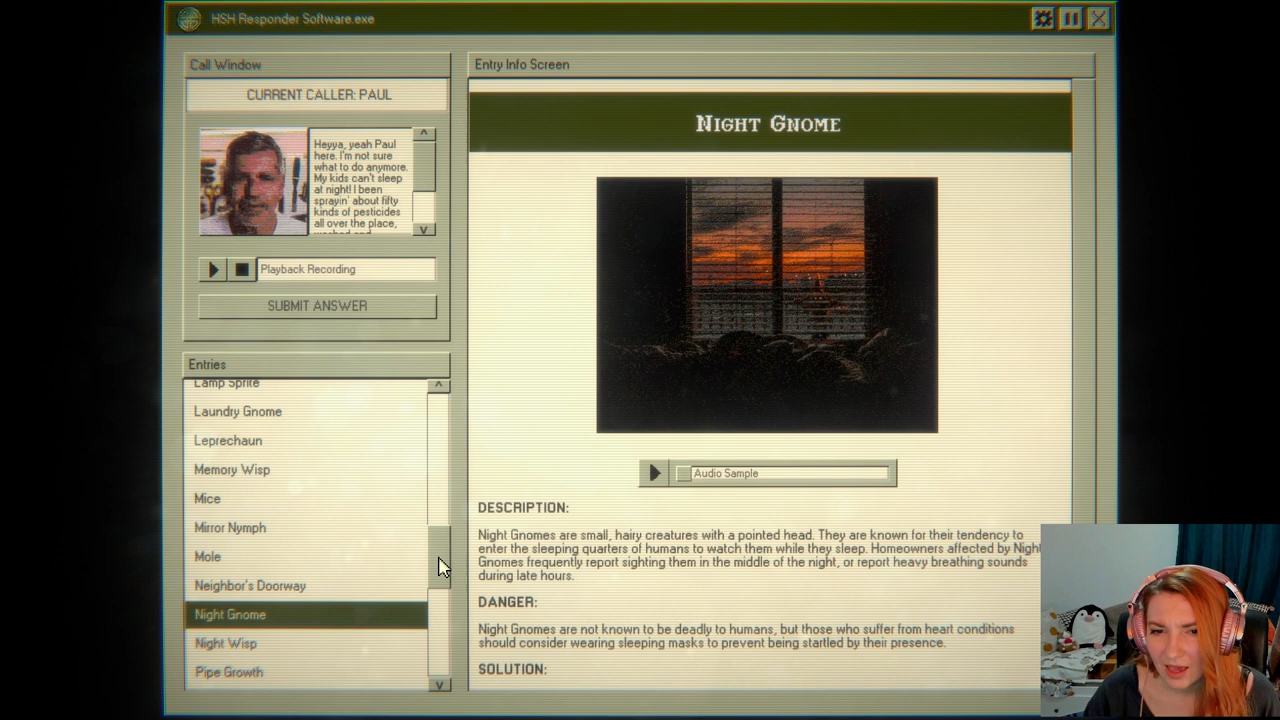 HSH Responder Software.exe
Call Window
CURRENT CALLER: PAUL
Heyya, yeah Paul
here. I'm not sure
what to do anymore.
My kids can't sleep
at night! I been
sprayin' about fifty
kinds of pesticides
all over the place,
Playback Recording
SUBMIT ANSWER
Entries
Lamp Sprite
Laundry Gnome
Leprechaun
Memory Wisp
Mice
Mirror Nymph
Mole
Neighbor's Doorway
Night Gnome
Night Wisp
Pipe Growth
Entry Info Screen
Night Gnome
Audio Sample
DESCRIPTION:
Night Gnomes are small, hairy creatures with a pointed head. They are known for their tendency to
enter the sleeping quarters of humans to watch them while they sleep. Homeowners affected by Night
Gnomes frequently report sighting them in the middle of the night, or report heavy breathing sounds
during late hours.
DANGER:
Night Gnomes are not known to be deadly to humans, but those who suffer from heart conditions
should consider wearing sleeping masks to prevent being startled by their presence.
SOLUTION: